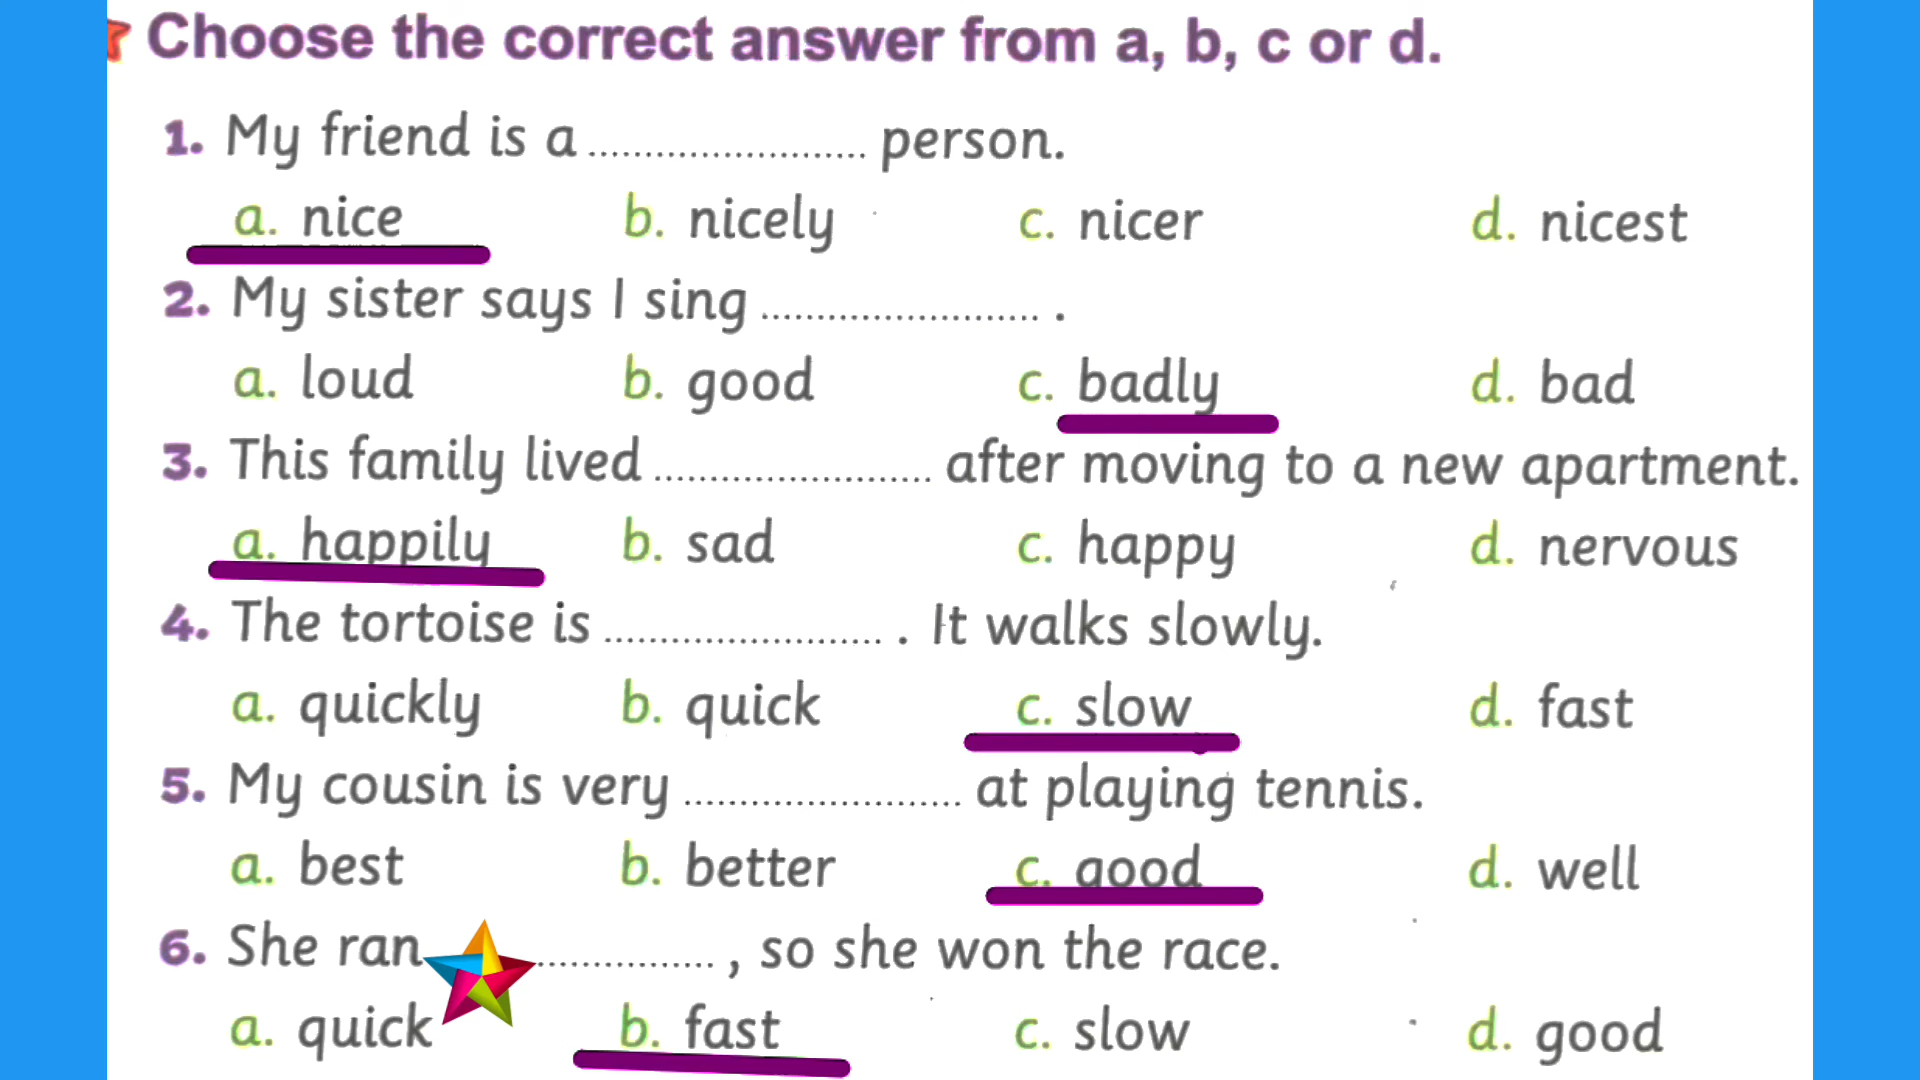 Choose the correct answer from a, b, c or d.
1. My friend is a ........................ person.
a. nice b. nicely c. nicer d. nicest
2. My sister says I sing ........................ .
a. loud b. good c. badly d. bad
3. This family lived ........................ after moving to a new apartment.
a. happily b. sad c. happy d. nervous
4. The tortoise is ........................ . It walks slowly.
a. quickly b. quick c. slow d. fast
5. My cousin is very ........................ at playing tennis.
a. best b. better c. good d. well
6. She ran ................ , so she won the race.
a. quick b. fast c. slow d. good